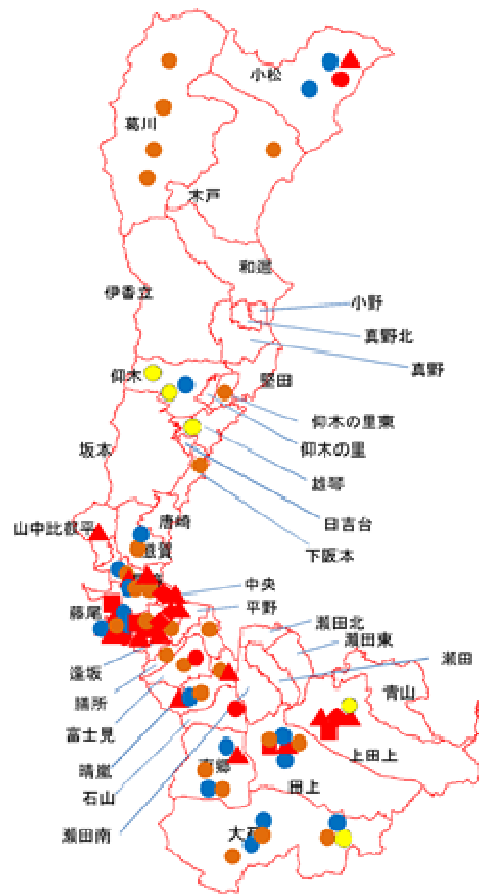 小松
葛川
木戸
和邇
伊香立
小野
真野北
真野
仰木
堅田
仰木の里東
仰木の里
坂本
雄琴
日吉台
下阪本
山中比叡平
唐崎
滋賀
中央
平野
藤尾
瀬田北
瀬田東
瀬田
逢坂
膳所
青山
富士見
上田上
晴嵐
南郷
石山
田上
瀬田南
大石